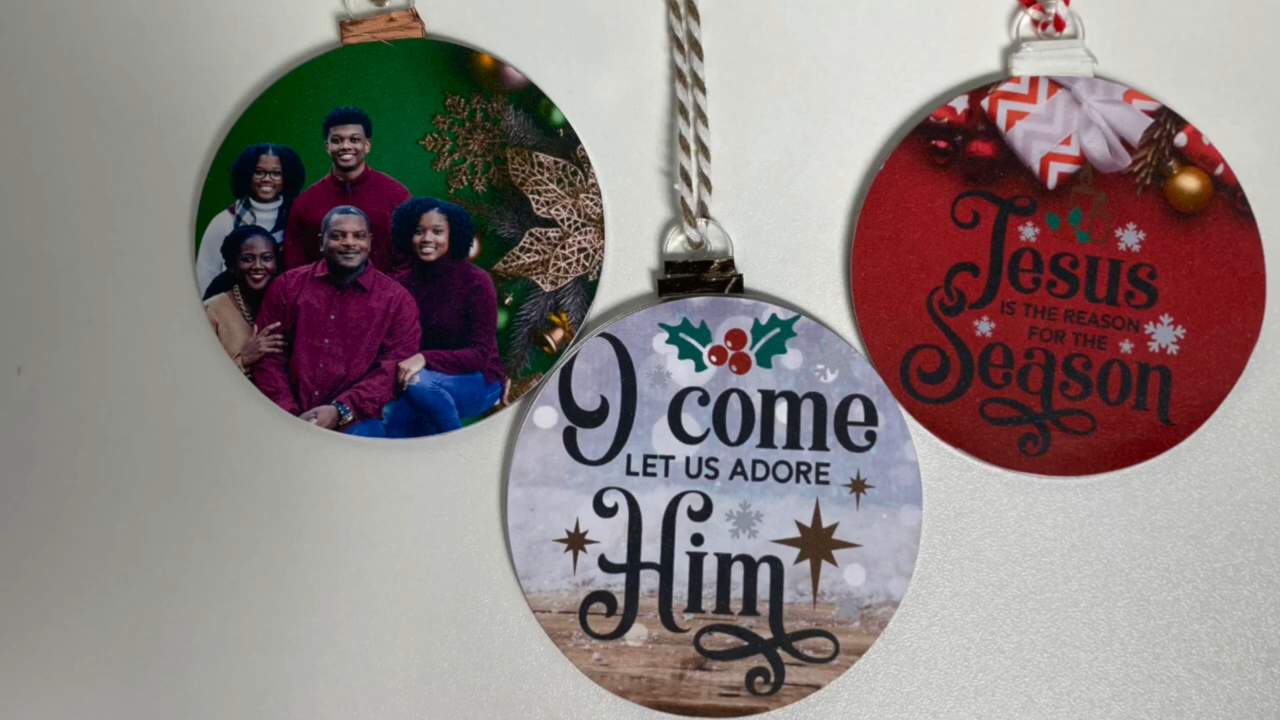 O come
LET US ADORE
Him
Jesus
IS THE REASON
FOR THE
Season